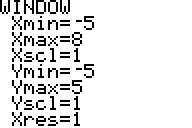 WINDOW
Xmin=-5
Xmax=8
Xscl=1
Ymin=-5
Ymax=5
Yscl=1
Xres=1